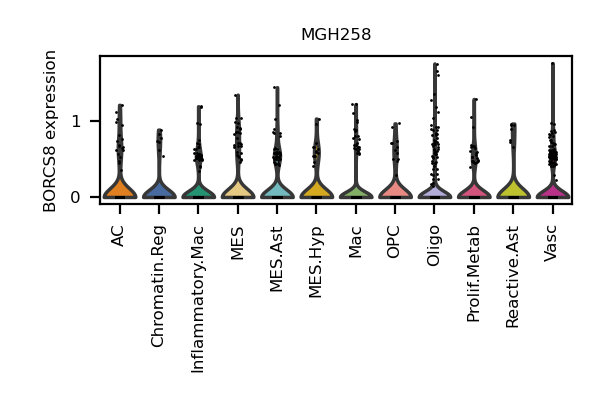 MGH258
BORCS8 expression
1
0
AC
Chromatin.Reg
Inflammatory.Mac
MES
MES.Ast
MES.Hyp
Mac
OPC
Oligo
Prolif.Metab
Reactive.Ast
Vasc